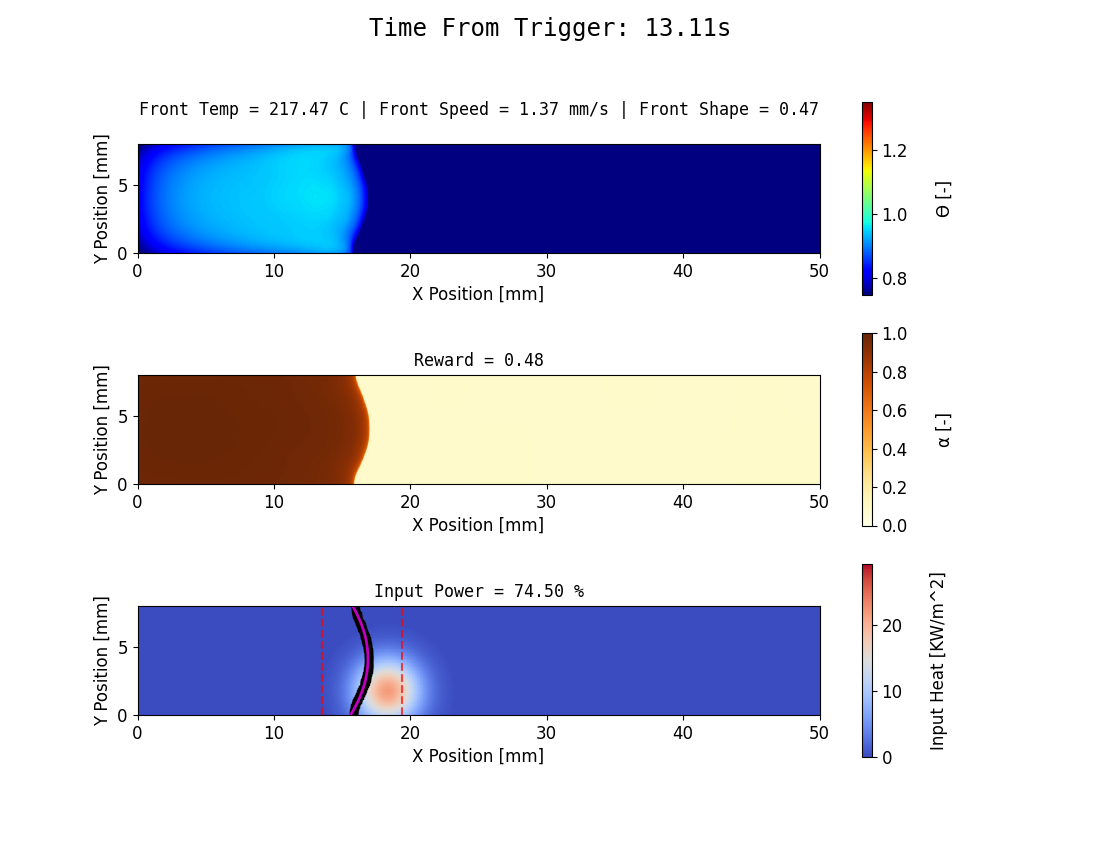 Time From Trigger: 13.11s
Front Temp = 217.47 C | Front Speed = 1.37 mm/s | Front Shape = 0.47
Y Position [mm]
5
0
0 10 20 30 40 50
X Position [mm]
1.2
1.0
0.8
Θ [-]
Reward = 0.48
Y Position [mm]
5
0
0 10 20 30 40 50
X Position [mm]
1.0
0.8
0.6
0.4
0.2
0.0
α [-]
Input Power = 74.50 %
Y Position [mm]
5
0
0 10 20 30 40 50
X Position [mm]
20
10
0
Input Heat [KW/m^2]